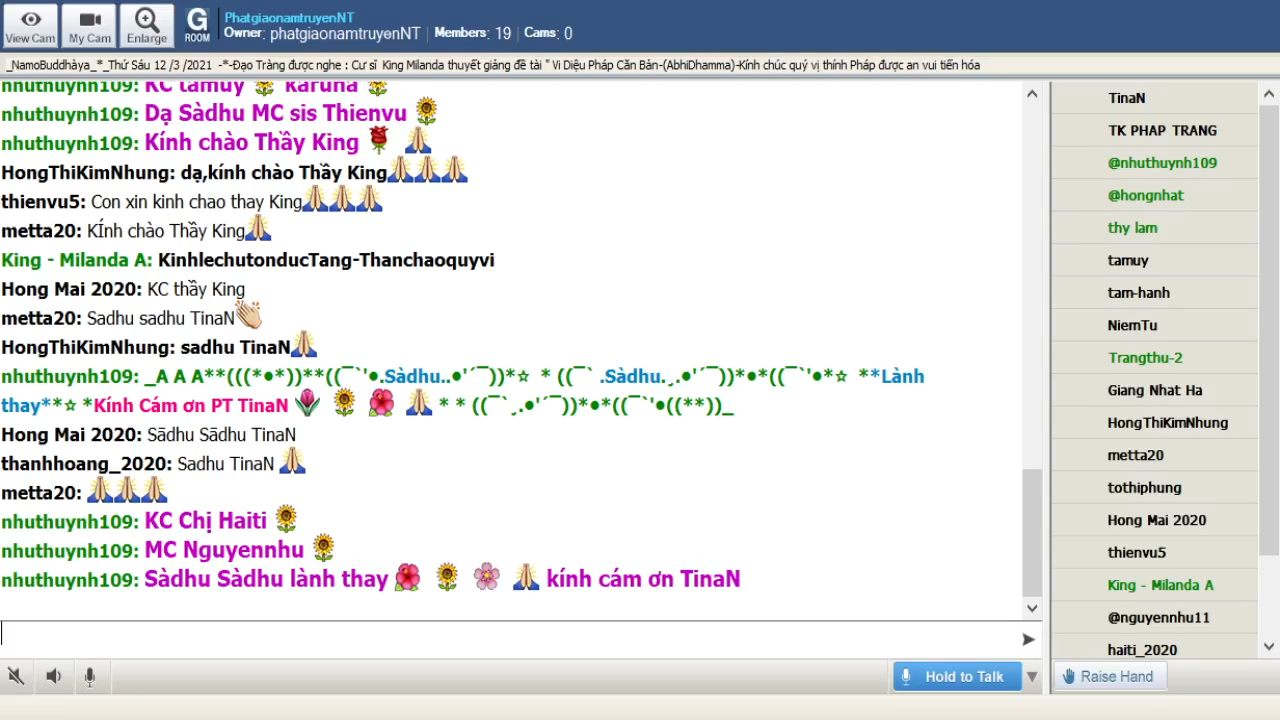 View Cam
My Cam
Enlarge
G
ROOM
PhatgiaonamtruyenNT
Owner: phatgiaonamtruyenNT | Members: 19 | Cams: 0
_NamoBuddhàya_*_Thứ Sáu 12 /3 /2021 -*-Đạo Tràng được nghe : Cư sĩ King Milanda thuyết giảng đề tài " Vi Diệu Pháp Căn Bản-(AbhiDhamma)-Kính chúc quý vị thính Pháp được an vui tiến hóa
nhuthuynh109: KC tamuy 🌻 karuna 🌻
nhuthuynh109: Dạ Sàdhu MC sis Thienvu 🌻
nhuthuynh109: Kính chào Thầy King 🌹 🙏
HongThiKimNhung: dạ,kính chào Thầy King🙏🙏🙏
thienvu5: Con xin kinh chao thay King🙏🙏🙏
metta20: KÍnh chào Thầy King🙏
King - Milanda A: KinhlechutonducTang-Thanchaoquyvi
Hong Mai 2020: KC thầy King
metta20: Sadhu sadhu TinaN👏
HongThiKimNhung: sadhu TinaN🙏
nhuthuynh109: _A A A**(((*•*))**((¯`'•.Sàdhu..•'´¯))*☆ * ((¯` .Sàdhu.¸.•'´¯))*•*((¯`'•*☆ **Lành
thay**☆ *Kính Cám ơn PT TinaN 🌷 🌻 🌺 🙏 * * ((¯`¸.•'´¯))*•*((¯`'•((**))_
Hong Mai 2020: Sādhu Sādhu TinaN
thanhhoang_2020: Sadhu TinaN 🙏
metta20: 🙏🙏🙏
nhuthuynh109: KC Chị Haiti 🌻
nhuthuynh109: MC Nguyennhu 🌻
nhuthuynh109: Sàdhu Sàdhu lành thay 🌺 🌻 🌸 🙏 kính cám ơn TinaN
Hold to Talk
TinaN
TK PHAP TRANG
@nhuthuynh109
@hongnhat
thy lam
tamuy
tam-hanh
NiemTu
Trangthu-2
Giang Nhat Ha
HongThiKimNhung
metta20
tothiphung
Hong Mai 2020
thienvu5
King - Milanda A
@nguyennhu11
haiti_2020
Raise Hand